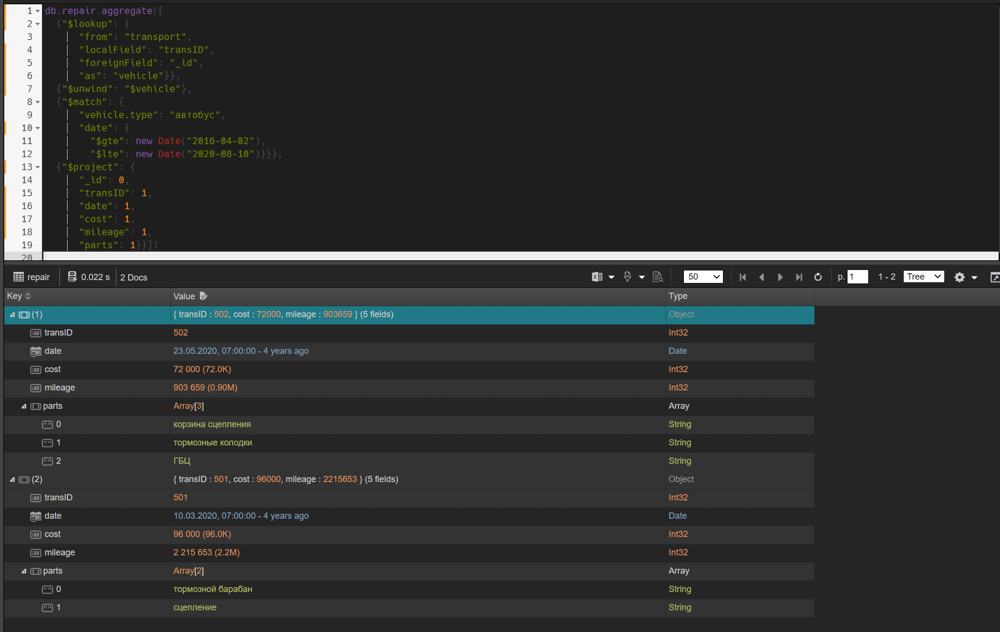 1 db.repair.aggregate([
2 {"$lookup": {
3 "from": "transport",
4 "localField": "transID",
5 "foreignField": "_id",
6 "as": "vehicle"}},
7 {"$unwind": "$vehicle"},
8 {"$match": {
9 "vehicle.type": "автобус",
10 "date": {
11 "$gte": new Date("2016-04-02"),
12 "$lte": new Date("2020-08-10")}}},
13 {"$project": {
14 "_id": 0,
15 "transID": 1,
16 "date": 1,
17 "cost": 1,
18 "mileage": 1,
19 "parts": 1}}])
20
repair 0.022 s 2 Docs 50 p. 1 1 - 2 Tree
Key Value Type
(1) { transID : 502, cost : 72000, mileage : 903659 } (5 fields) Object
transID 502 Int32
date 23.05.2020, 07:00:00 - 4 years ago Date
cost 72 000 (72.0K) Int32
mileage 903 659 (0.90M) Int32
parts Array[3] Array
0 корзина сцепления String
1 тормозные колодки String
2 ГБЦ String
(2) { transID : 501, cost : 96000, mileage : 2215653 } (5 fields) Object
transID 501 Int32
date 10.03.2020, 07:00:00 - 4 years ago Date
cost 96 000 (96.0K) Int32
mileage 2 215 653 (2.2M) Int32
parts Array[2] Array
0 тормозной барабан String
1 сцепление String